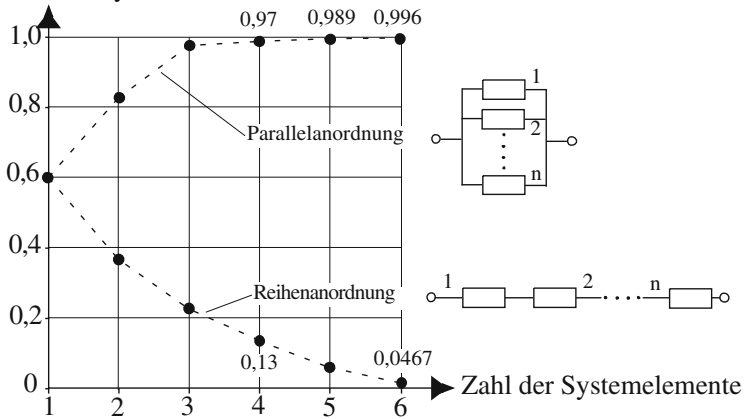 0,97 0,989 0,996
1,0
0,8
Parallelanordnung
0,6
0,4
Reihenanordnung
0,2
0,13 0,0467
0
1 2 3 4 5 6
Zahl der Systemelemente
1
2
n
1 2 n